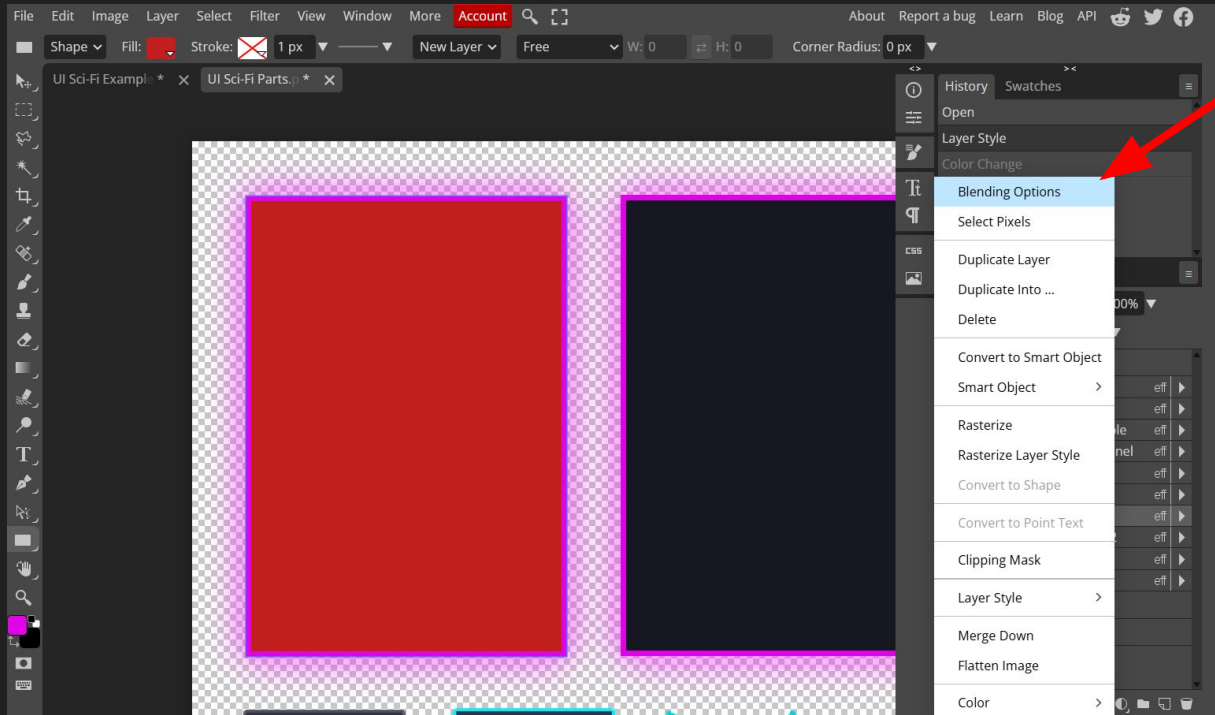 File Edit Image Layer Select Filter View Window More Account About Report a bug Learn Blog API
Shape Fill: Stroke: 1 px New Layer Free W: 0 H: 0 Corner Radius: 0 px
UI Sci-Fi Example * UI Sci-Fi Parts.p *
History Swatches
Open
Layer Style
Color Change
Blending Options
Select Pixels
Duplicate Layer
Duplicate Into ...
00%
Delete
Convert to Smart Object
Smart Object
eff
eff
Rasterize
ple eff
Rasterize Layer Style
nel eff
Convert to Shape
eff
eff
Convert to Point Text
eff
2 eff
Clipping Mask
eff
eff
Layer Style
Merge Down
Flatten Image
Color
Tt
CSS
T